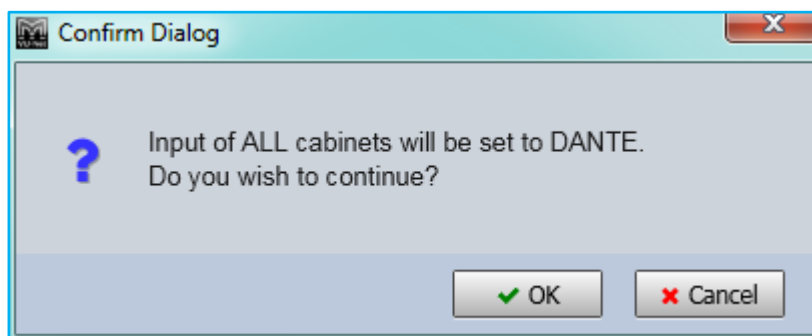 Confirm Dialog
Input of ALL cabinets will be set to DANTE.
Do you wish to continue?
OK
Cancel